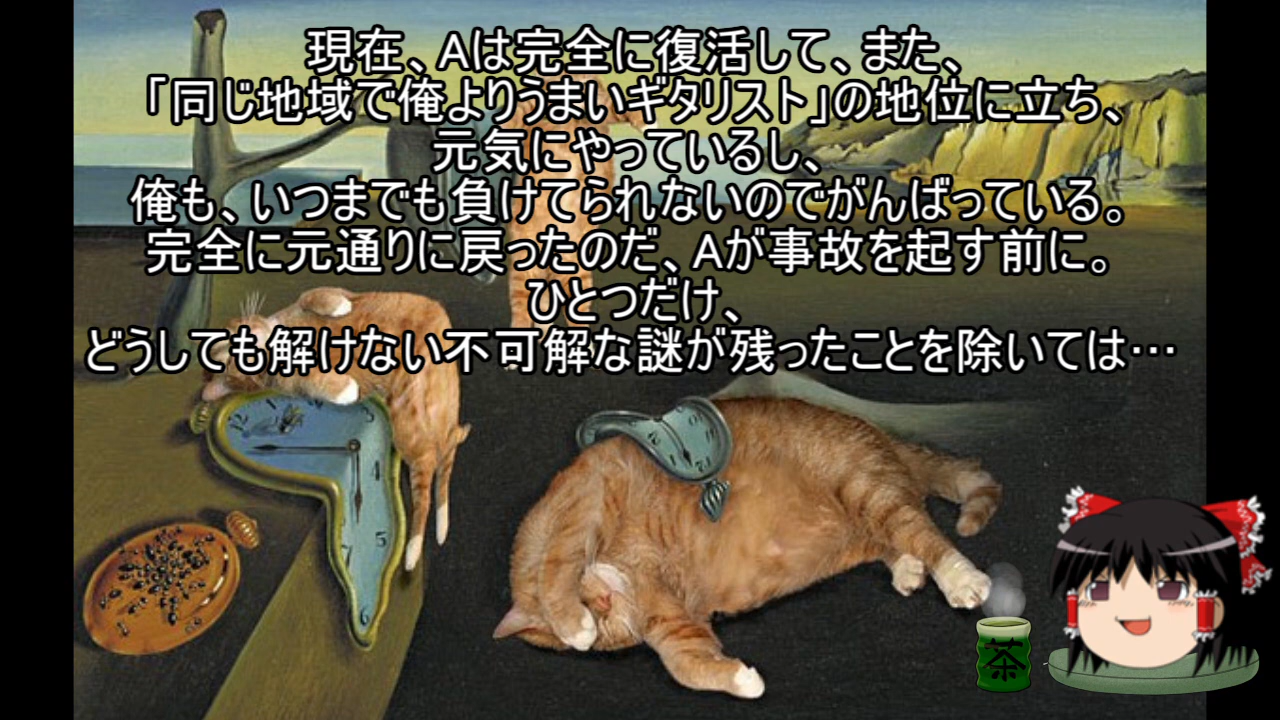 現在、Aは完全に復活して、また、
「同じ地域で俺よりうまいギタリスト」の地位に立ち、
元気にやっているし、
俺も、いつまでも負けてられないのでがんばっている。
完全に元通りに戻ったのだ、Aが事故を起す前に。
ひとつだけ、
どうしても解けない不可解な謎が残ったことを除いては…
茶